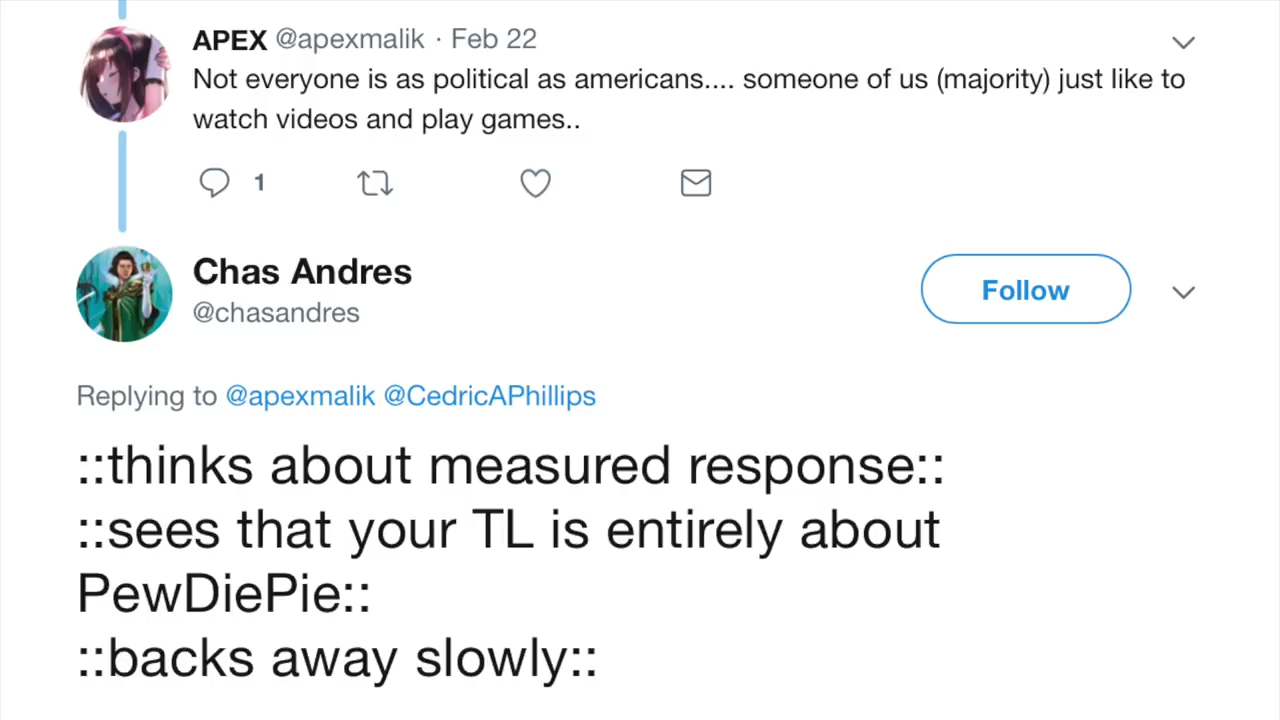 APEX @apexmalik · Feb 22
Not everyone is as political as americans.... someone of us (majority) just like to
watch videos and play games..
1
Chas Andres
@chasandres
Follow
Replying to @apexmalik @CedricAPhillips
::thinks about measured response::
::sees that your TL is entirely about
PewDiePie::
::backs away slowly::